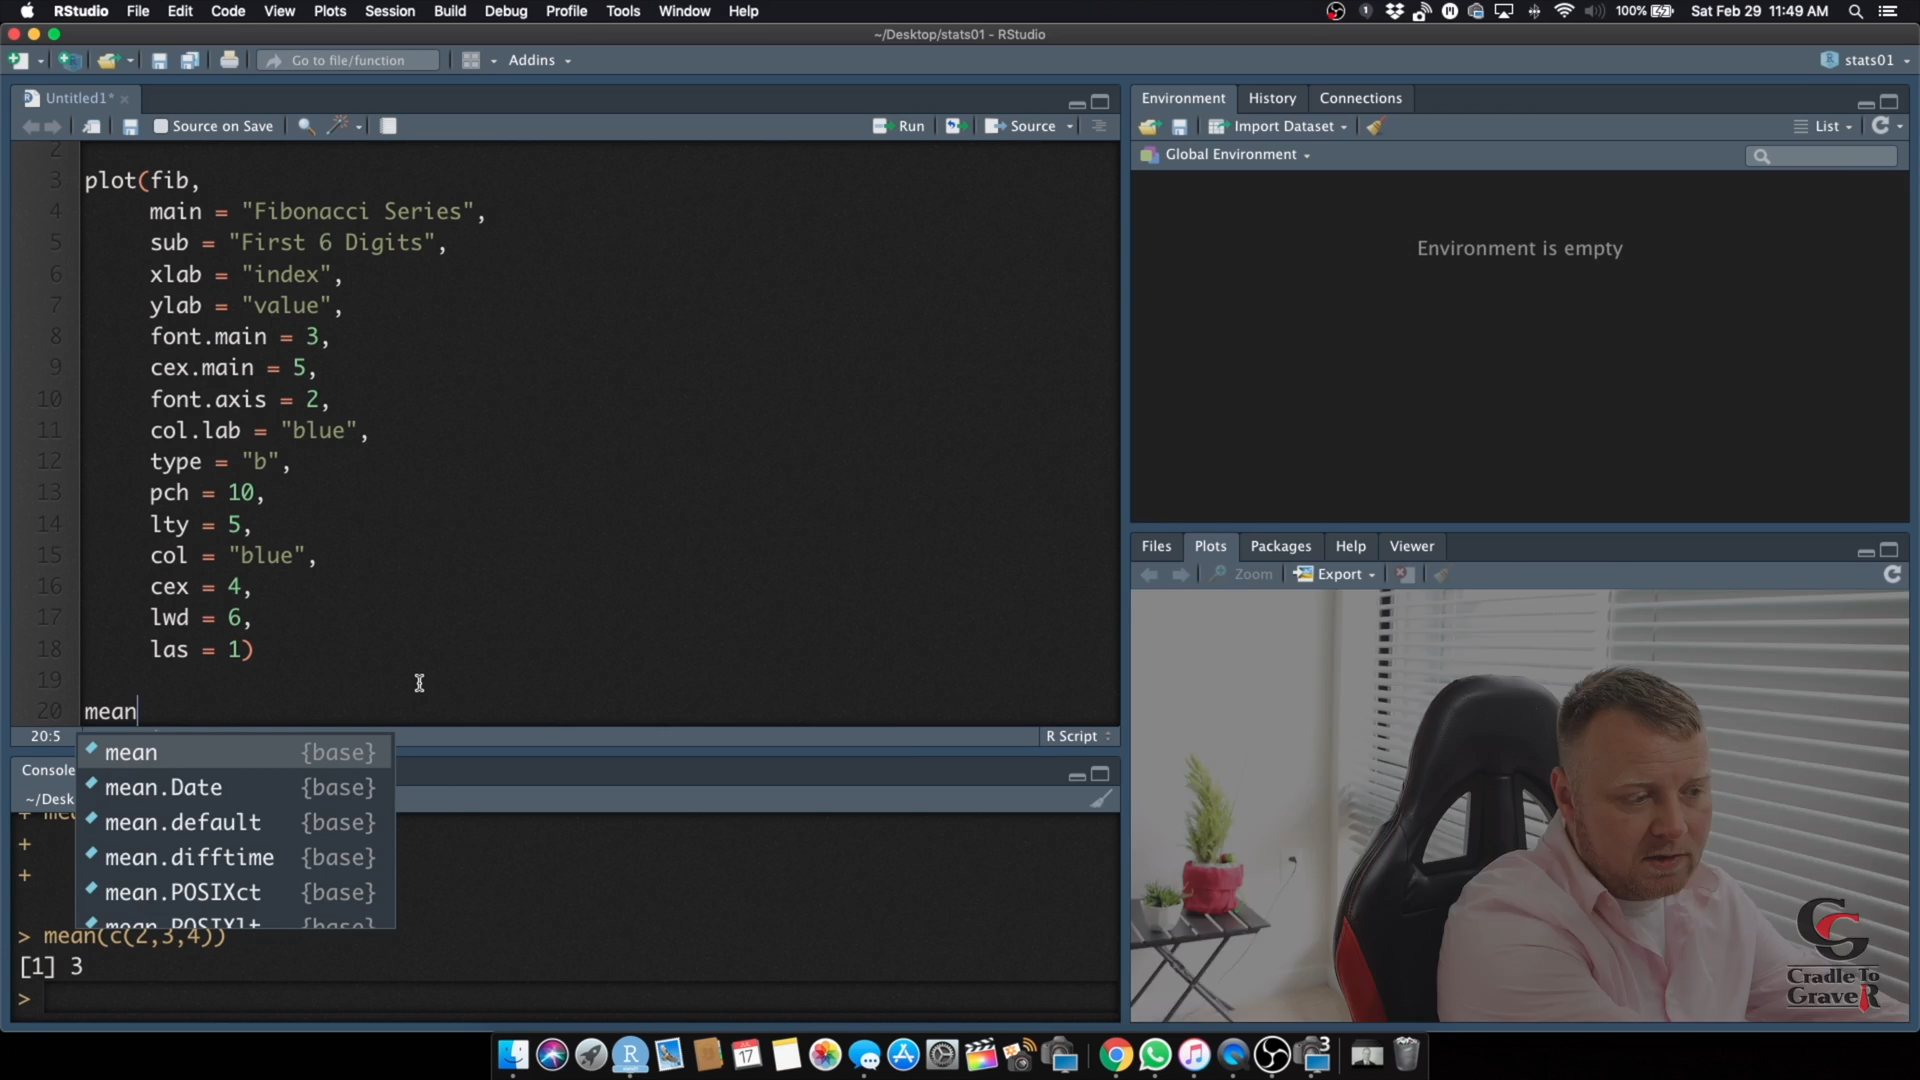 RStudio File Edit Code View Plots Session Build Debug Profile Tools Window Help
100% Sat Feb 29 11:49 AM
~/Desktop/stats01 - RStudio
Go to file/function Addins stats01
Untitled1*
Source on Save Run Source
2
3 plot(fib,
4 main = "Fibonacci Series",
5 sub = "First 6 Digits",
6 xlab = "index",
7 ylab = "value",
8 font.main = 3,
9 cex.main = 5,
10 font.axis = 2,
11 col.lab = "blue",
12 type = "b",
13 pch = 10,
14 lty = 5,
15 col = "blue",
16 cex = 4,
17 lwd = 6,
18 las = 1)
19
20 mean
20:5 R Script
mean {base}
mean.Date {base}
mean.default {base}
mean.difftime {base}
mean.POSIXct {base}
mean.POSIXlt {base}
Console
~/Desk
+
+
+
> mean(c(2,3,4))
[1] 3
>
Environment History Connections
Import Dataset List
Global Environment
Environment is empty
Files Plots Packages Help Viewer
Zoom Export
Cradle To
GraveR
17
3